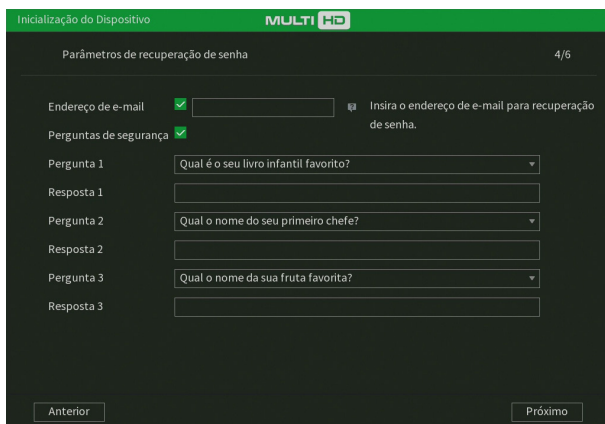 Inicialização do Dispositivo
MULTI HD
Parâmetros de recuperação de senha
4/6
Endereço de e-mail
Insira o endereço de e-mail para recuperação
de senha.
Perguntas de segurança
Pergunta 1
Qual é o seu livro infantil favorito?
Resposta 1
Pergunta 2
Qual o nome do seu primeiro chefe?
Resposta 2
Pergunta 3
Qual o nome da sua fruta favorita?
Resposta 3
Anterior
Próximo